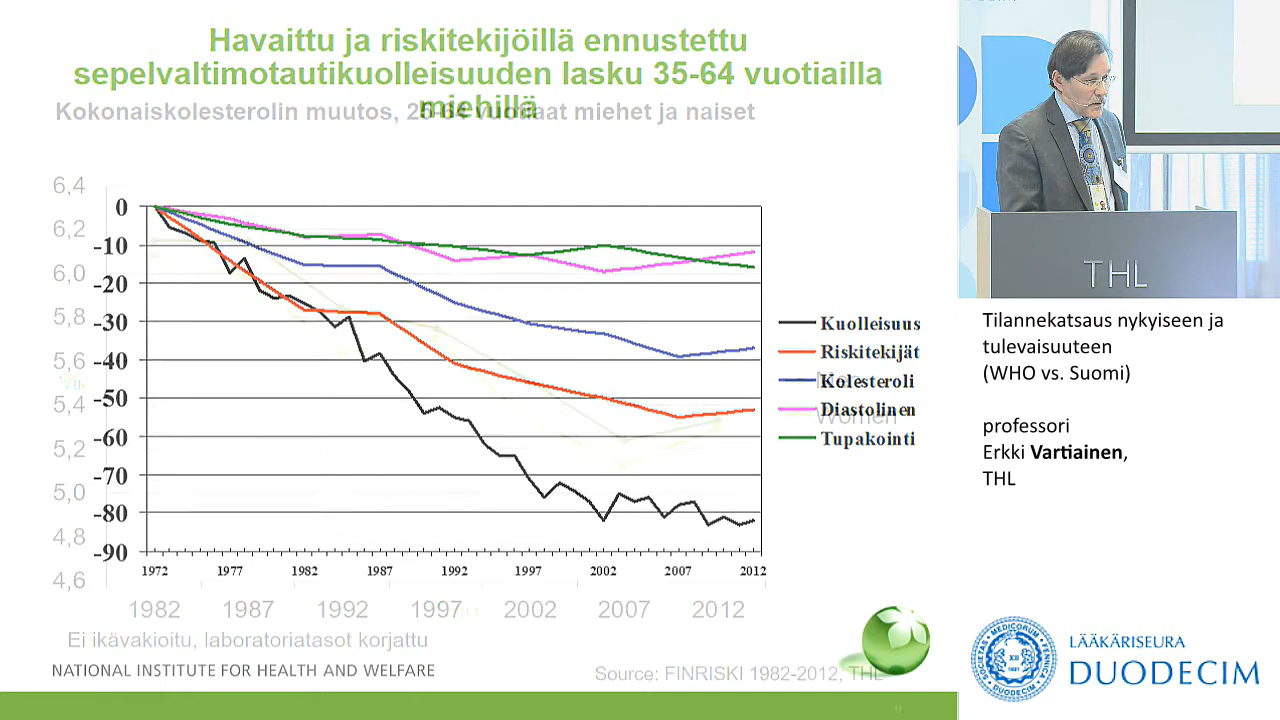 Havaittu ja riskitekijöillä ennustettu
sepelvaltimotautikuolleisuuden lasku 35-64 vuotiailla
miehillä
Kokonaiskolesterolin muutos, 25-64 vuotiaat miehet ja naiset
6,4
6,2
6,0
5,8
5,6
5,4
5,2
5,0
4,8
4,6
0
-10
-20
-30
-40
-50
-60
-70
-80
-90
1972 1977 1982 1987 1992 1997 2002 2007 2012
1982 1987 1992 1997 2002 2007 2012
Kuolleisuus
Riskitekijät
Kolesteroli
Diastolinen
Tupakointi
Women
Ei ikävakioitu, laboratoriatasot korjattu
NATIONAL INSTITUTE FOR HEALTH AND WELFARE
Source: FINRISKI 1982-2012, THL
THL
Tilannekatsaus nykyiseen ja
tulevaisuuteen
(WHO vs. Suomi)
professori
Erkki Vartiainen,
THL
LÄÄKÄRISEURA
DUODECIM